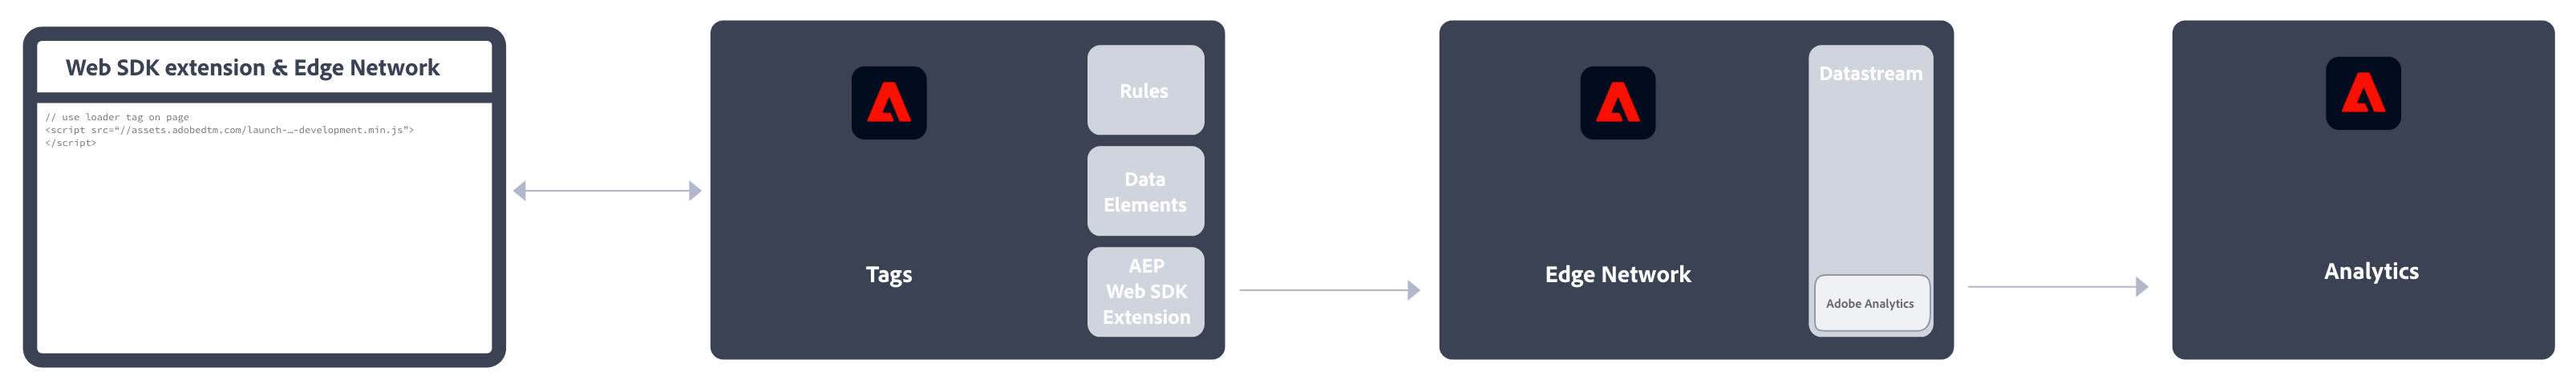 Web SDK extension & Edge Network
// use loader tag on page
<script src=“//assets.adobedtm.com/launch-…-development.min.js”>
</script>
Tags
Rules
Data
Elements
AEP
Web SDK
Extension
Edge Network
Datastream
Adobe Analytics
Analytics